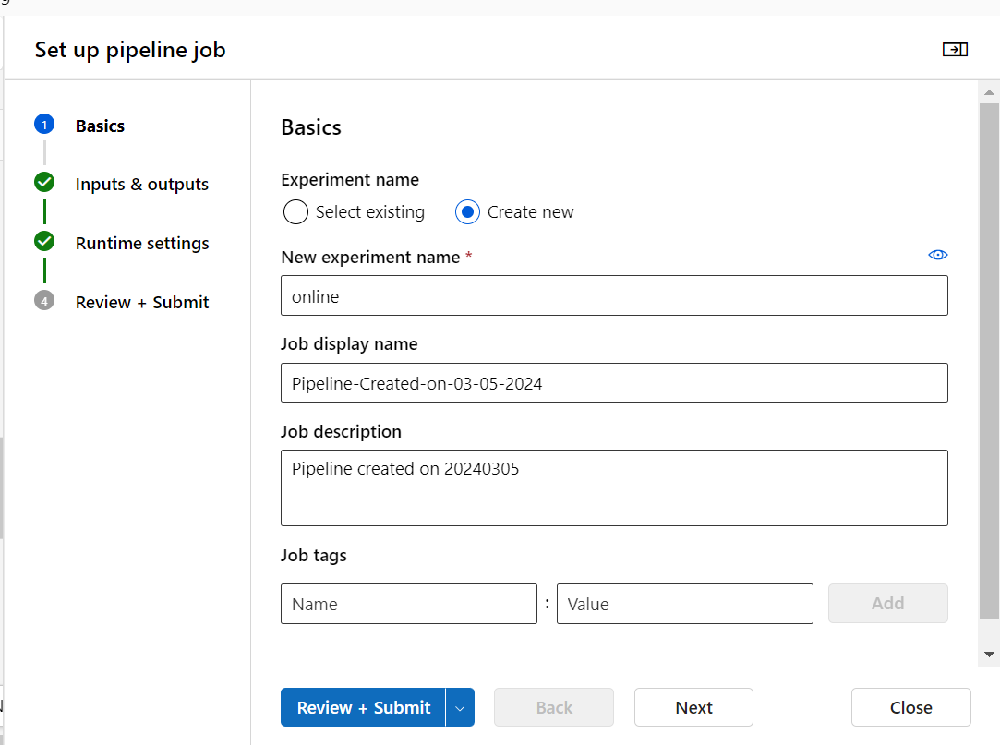 Set up pipeline job
1 Basics
Inputs & outputs
Runtime settings
4 Review + Submit
Basics
Experiment name
Select existing Create new
New experiment name *
online
Job display name
Pipeline-Created-on-03-05-2024
Job description
Pipeline created on 20240305
Job tags
Name : Value Add
Review + Submit Back Next Close